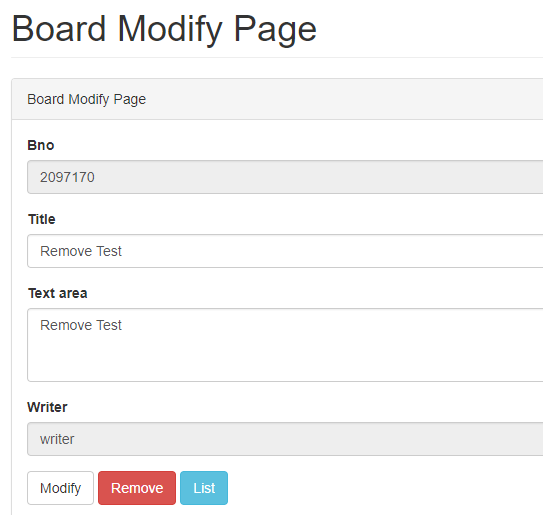 Board Modify Page
Board Modify Page
Bno
2097170
Title
Remove Test
Text area
Remove Test
Writer
writer
Modify Remove List